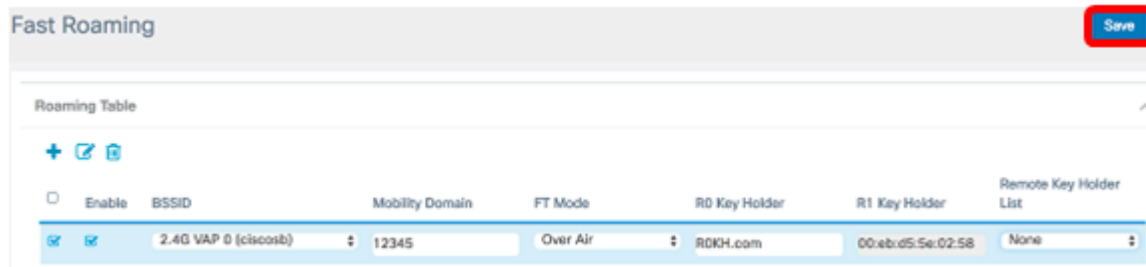 Fast Roaming
Save
Roaming Table
Enable BSSID Mobility Domain FT Mode R0 Key Holder R1 Key Holder Remote Key Holder List
2.4G VAP 0 (ciscosb) 12345 Over Air R0KH.com 00:eb:d5:5e:02:58 None